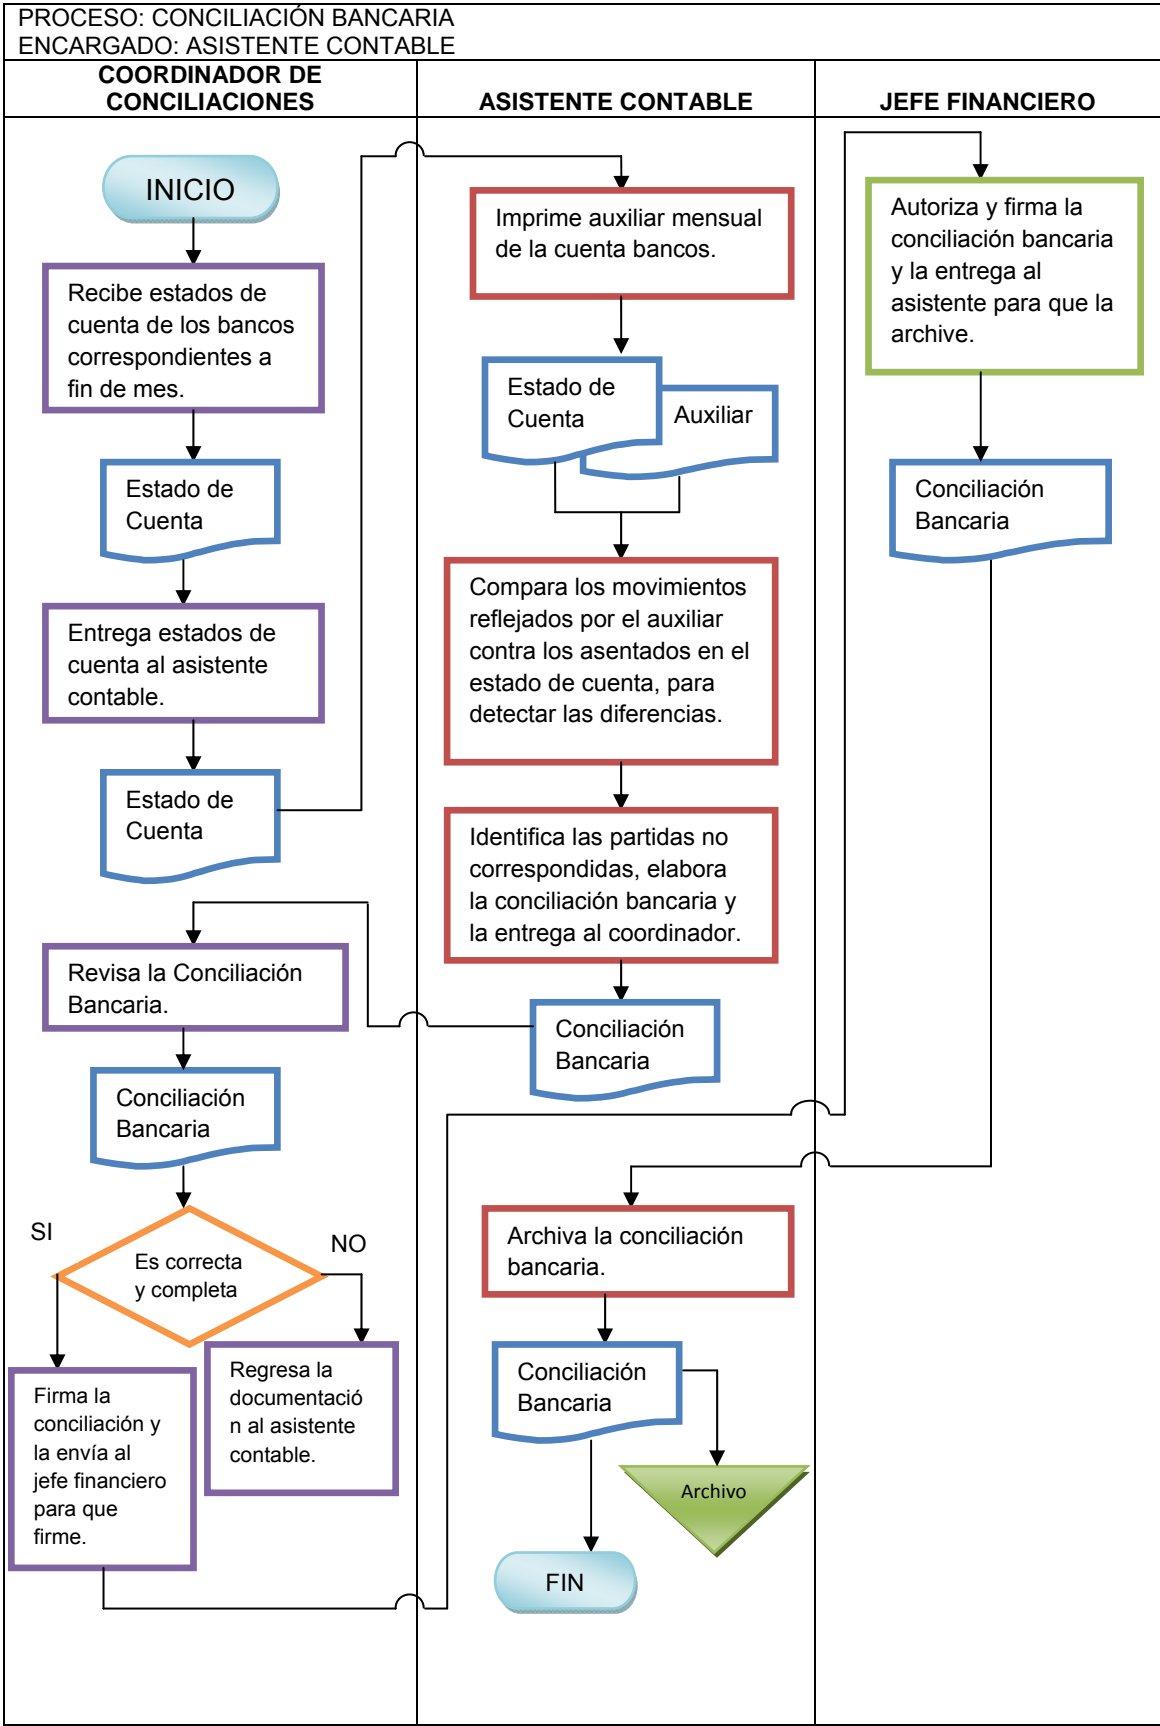 PROCESO: CONCILIACIÓN BANCARIA
ENCARGADO: ASISTENTE CONTABLE
COORDINADOR DE
CONCILIACIONES
ASISTENTE CONTABLE
JEFE FINANCIERO
INICIO
Recibe estados de
cuenta de los bancos
correspondientes a
fin de mes.
Estado de
Cuenta
Entrega estados de
cuenta al asistente
contable.
Estado de
Cuenta
Revisa la Conciliación
Bancaria.
Conciliación
Bancaria
SI
NO
Es correcta
y completa
Firma la
conciliación y
la envía al
jefe financiero
para que
firme.
Regresa la
documentació
n al asistente
contable.
Imprime auxiliar mensual
de la cuenta bancos.
Estado de
Cuenta
Auxiliar
Compara los movimientos
reflejados por el auxiliar
contra los asentados en el
estado de cuenta, para
detectar las diferencias.
Identifica las partidas no
correspondidas, elabora
la conciliación bancaria y
la entrega al coordinador.
Conciliación
Bancaria
Archiva la conciliación
bancaria.
Conciliación
Bancaria
Archivo
FIN
Autoriza y firma la
conciliación bancaria
y la entrega al
asistente para que la
archive.
Conciliación
Bancaria